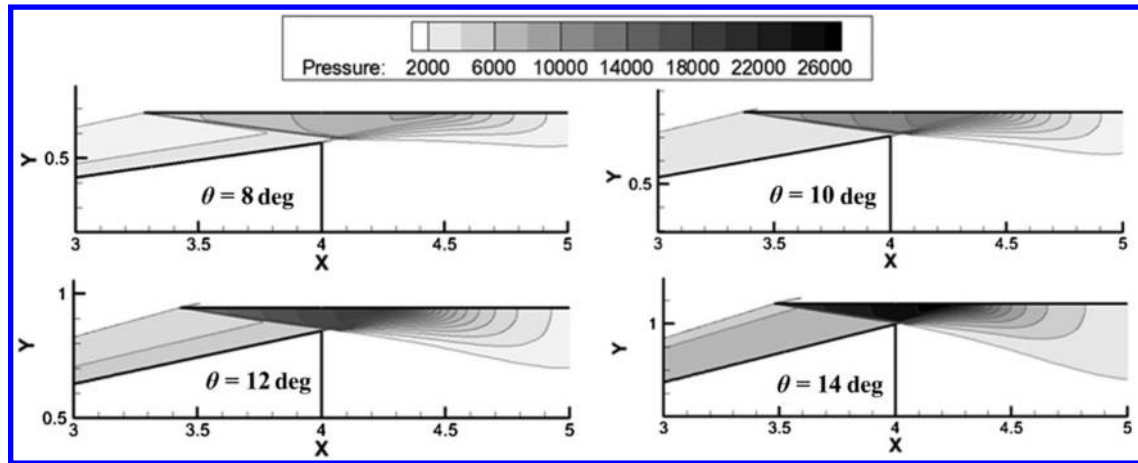 Pressure: 2000 6000 10000 14000 18000 22000 26000
Y
0.5
θ = 8 deg
3 3.5 4 4.5 5
X
Y
0.5
θ = 10 deg
3 3.5 4 4.5 5
X
1
Y
0.5
θ = 12 deg
3 3.5 4 4.5 5
X
1
Y
θ = 14 deg
3 3.5 4 4.5 5
X